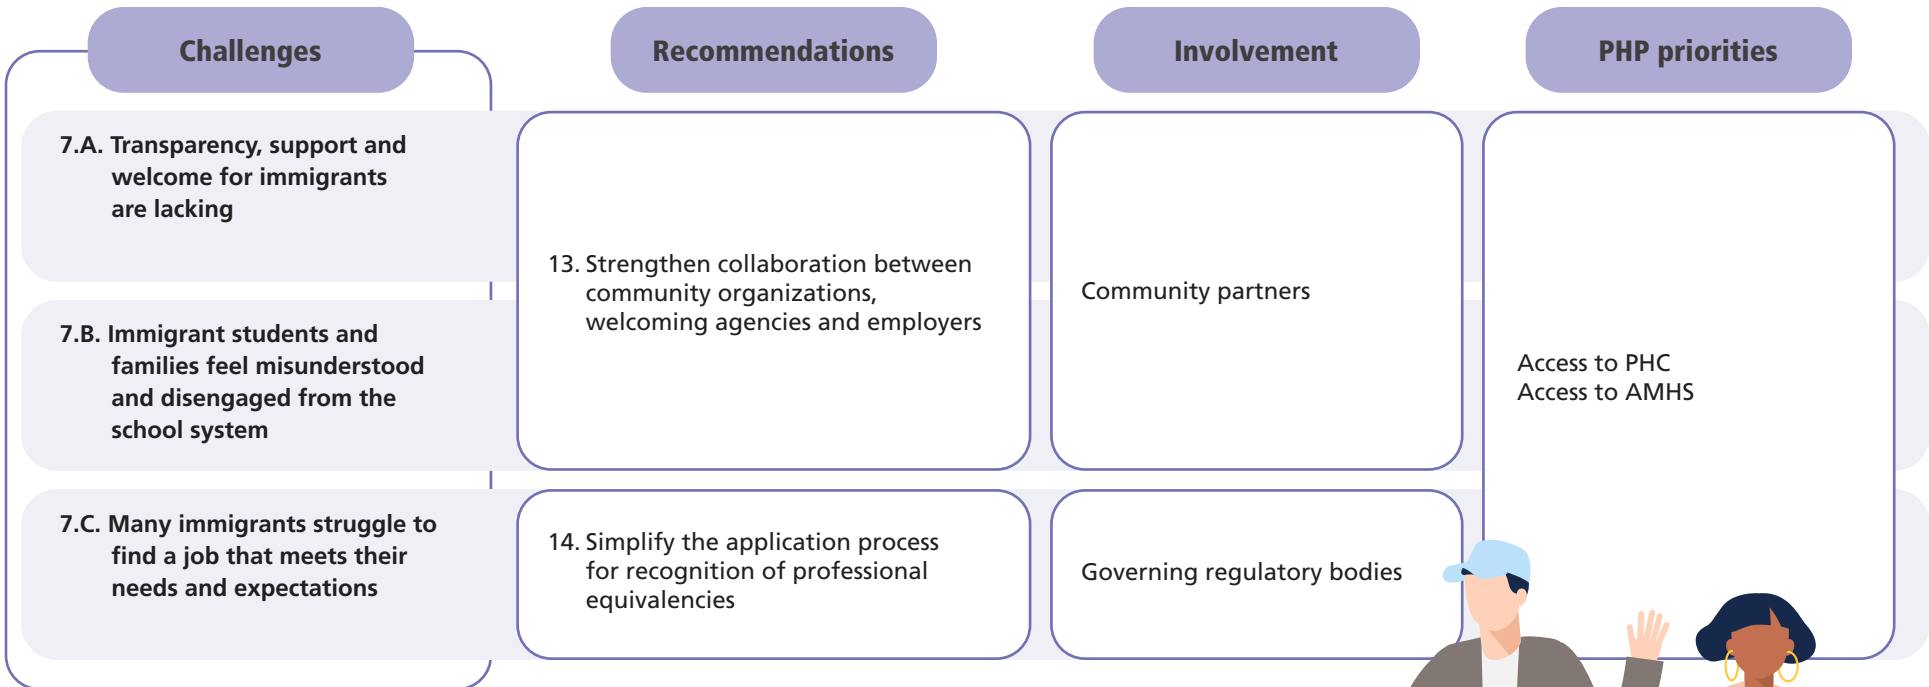 Challenges
Recommendations
Involvement
PHP priorities
7.A. Transparency, support and
welcome for immigrants
are lacking
7.B. Immigrant students and
families feel misunderstood
and disengaged from the
school system
7.C. Many immigrants struggle to
find a job that meets their
needs and expectations
13. Strengthen collaboration between
community organizations,
welcoming agencies and employers
14. Simplify the application process
for recognition of professional
equivalencies
Community partners
Governing regulatory bodies
Access to PHC
Access to AMHS